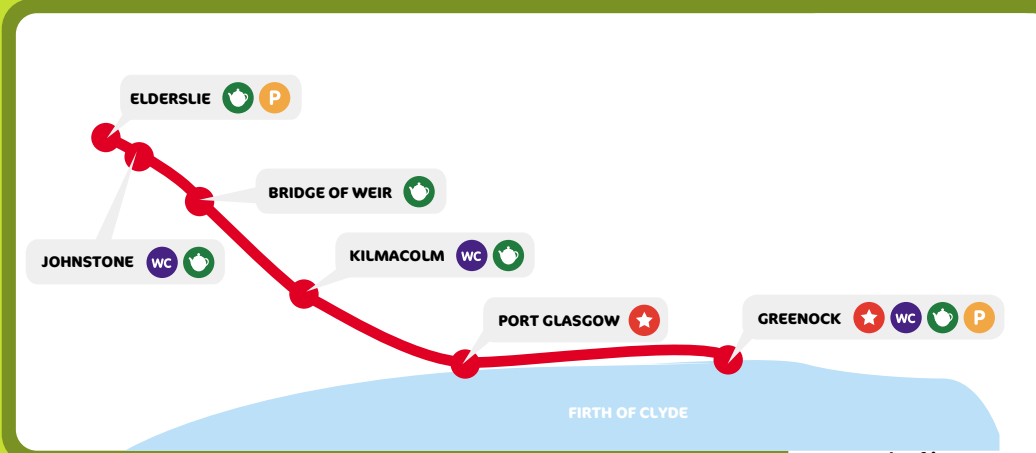 ELDERSLIE P
BRIDGE OF WEIR
JOHNSTONE WC
KILMACOLM WC
PORT GLASGOW
GREENOCK WC P
FIRTH OF CLYDE